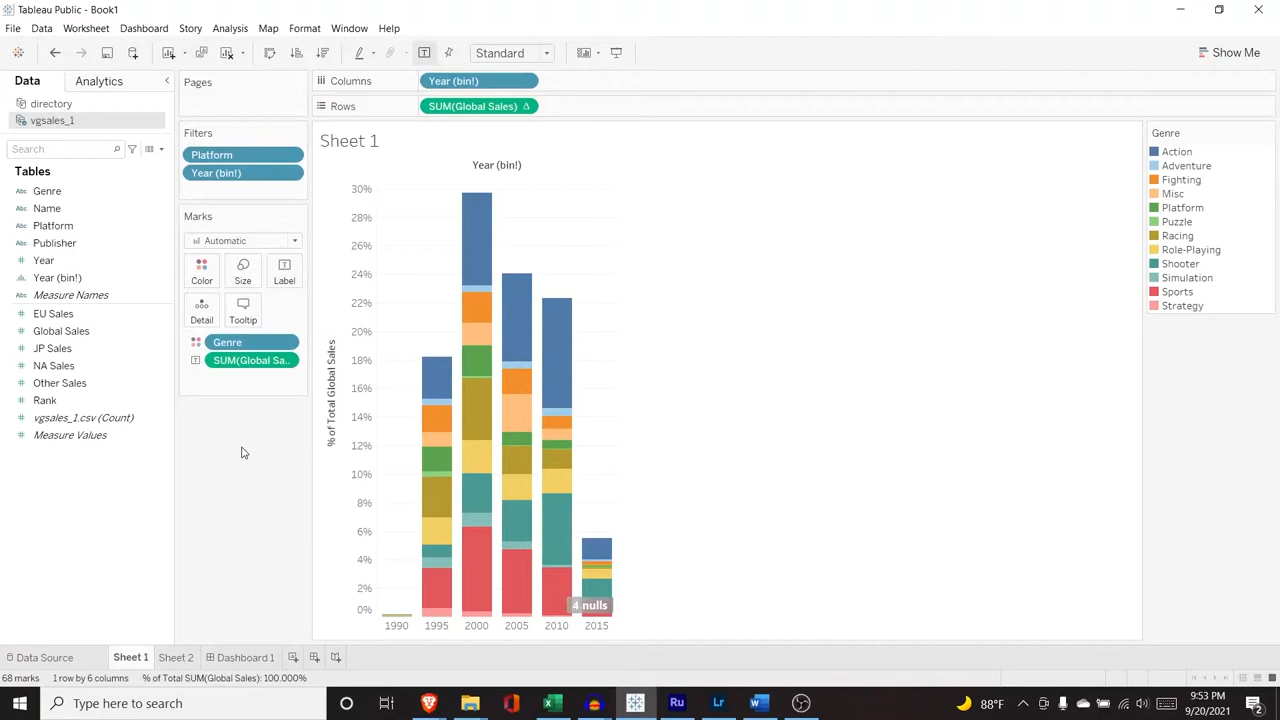 Tableau Public - Book1
File Data Worksheet Dashboard Story Analysis Map Format Window Help
Standard
Show Me
Data Analytics
directory
vgsales_1
Search
Tables
Abc Genre
Abc Name
Abc Platform
Abc Publisher
# Year
Year (bin!)
Abc Measure Names
# EU Sales
# Global Sales
# JP Sales
# NA Sales
# Other Sales
# Rank
# vgsales_1.csv (Count)
# Measure Values
Pages
Filters
Platform
Year (bin!)
Marks
Automatic
Color Size Label
Detail Tooltip
Genre
SUM(Global Sa..
Columns Year (bin!)
Rows SUM(Global Sales) Δ
Sheet 1
Year (bin!)
% of Total Global Sales
30%
28%
26%
24%
22%
20%
18%
16%
14%
12%
10%
8%
6%
4%
2%
0%
4 nulls
1990 1995 2000 2005 2010 2015
Genre
Action
Adventure
Fighting
Misc
Platform
Puzzle
Racing
Role-Playing
Shooter
Simulation
Sports
Strategy
Data Source Sheet 1 Sheet 2 Dashboard 1
68 marks 1 row by 6 columns % of Total SUM(Global Sales): 100.000%
Type here to search
Ru
Lr
88°F
9:53 PM
9/20/2021